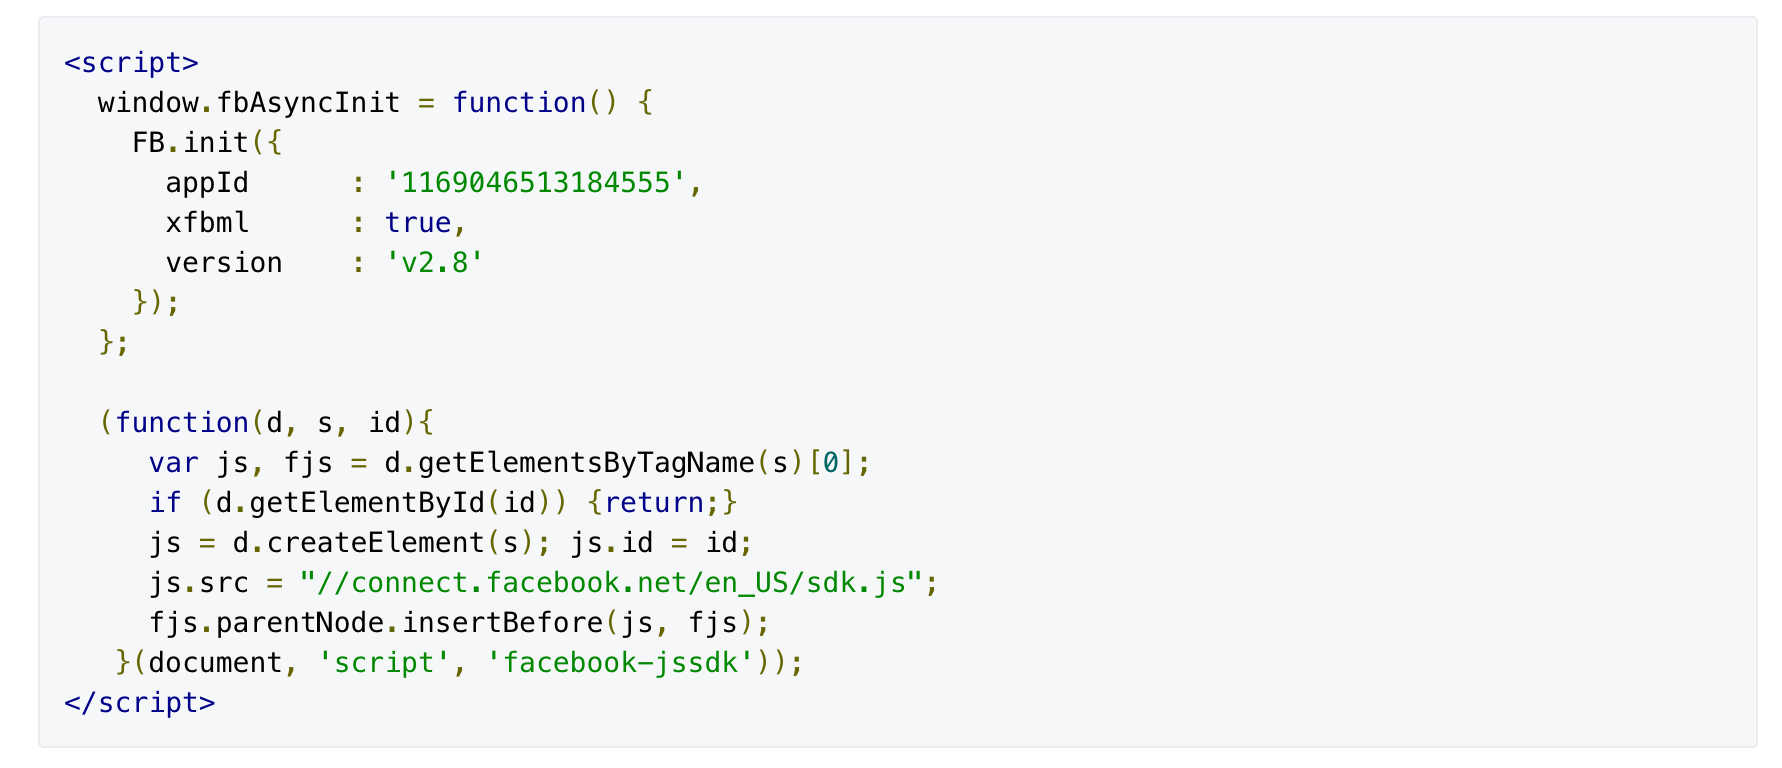 <script>
  window.fbAsyncInit = function() {
    FB.init({
      appId      : '1169046513184555',
      xfbml      : true,
      version    : 'v2.8'
    });
  };

  (function(d, s, id){
     var js, fjs = d.getElementsByTagName(s)[0];
     if (d.getElementById(id)) {return;}
     js = d.createElement(s); js.id = id;
     js.src = "//connect.facebook.net/en_US/sdk.js";
     fjs.parentNode.insertBefore(js, fjs);
   }(document, 'script', 'facebook-jssdk'));
</script>